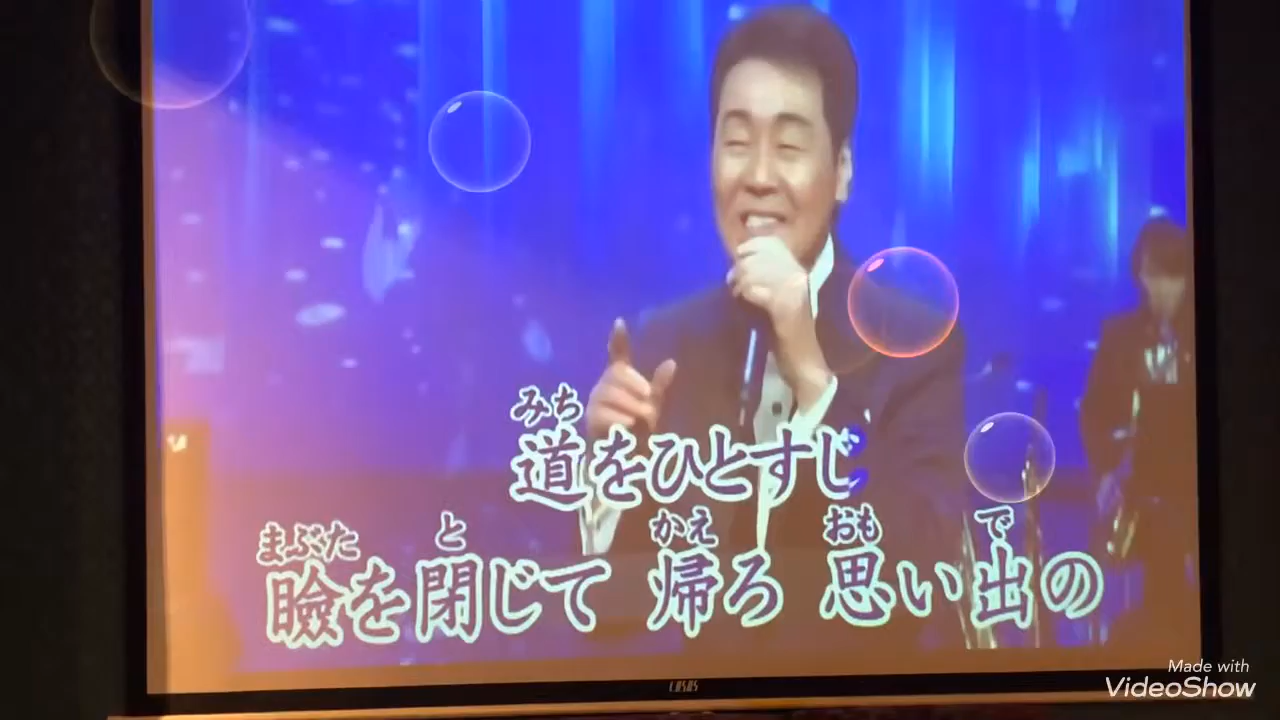 みち
道をひとすじ
まぶた と かえ おも で
瞼を閉じて 帰ろ 思い出の
Made with
VideoShow